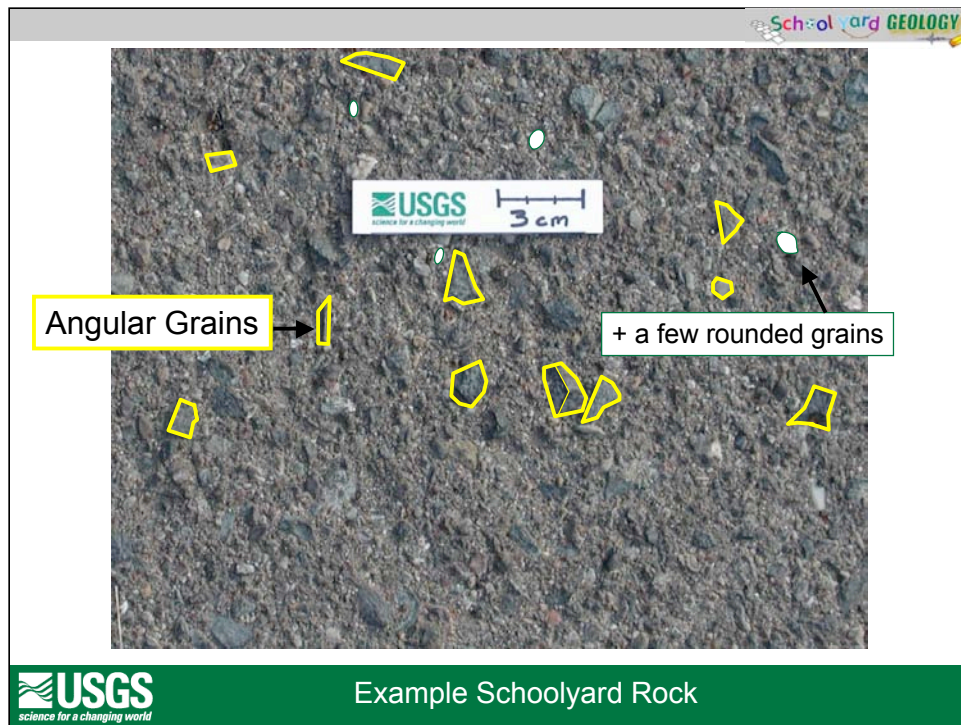 School yard GEOLOGY
USGS
science for a changing world
3 cm
Angular Grains
+ a few rounded grains
USGS
science for a changing world
Example Schoolyard Rock